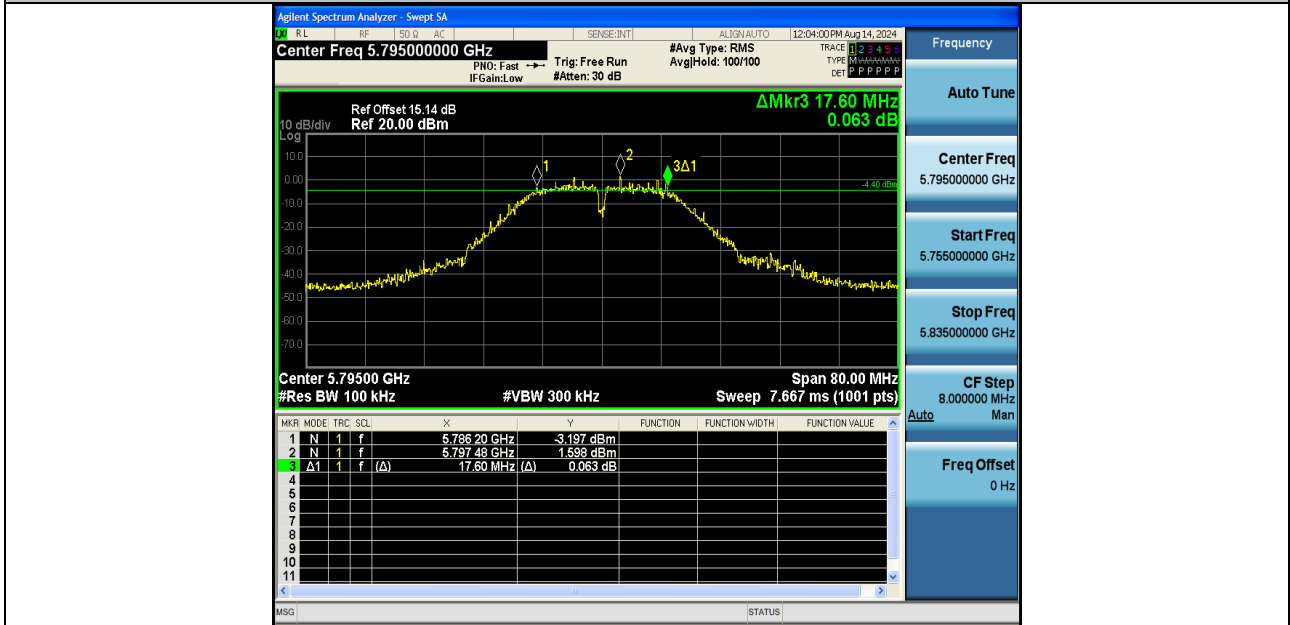 Agilent Spectrum Analyzer - Swept SA
LXI RL RF 50 Ω AC SENSE:INT ALIGN AUTO 12:04:00 PM Aug 14, 2024
Center Freq 5.795000000 GHz
PNO: Fast
IFGain:Low
Trig: Free Run
#Atten: 30 dB
#Avg Type: RMS
Avg|Hold: 100/100
TRACE 1 2 3 4 5 6
TYPE M
DET P P P P P P
ΔMkr3 17.60 MHz
0.063 dB
Ref Offset 15.14 dB
10 dB/div Ref 20.00 dBm
Log
10.0
0.00
-10.0
-20.0
-30.0
-40.0
-50.0
-60.0
-70.0
1
2
3Δ1
-4.40 dBm
Center 5.79500 GHz Span 80.00 MHz
#Res BW 100 kHz #VBW 300 kHz Sweep 7.667 ms (1001 pts)
MKR MODE TRC SCL X Y FUNCTION FUNCTION WIDTH FUNCTION VALUE
1 N 1 f 5.786 20 GHz -3.197 dBm
2 N 1 f 5.797 48 GHz 1.598 dBm
3 Δ1 1 f (Δ) 17.60 MHz (Δ) 0.063 dB
4
5
6
7
8
9
10
11
MSG STATUS
Frequency
Auto Tune
Center Freq
5.795000000 GHz
Start Freq
5.755000000 GHz
Stop Freq
5.835000000 GHz
CF Step
8.000000 MHz
Auto Man
Freq Offset
0 Hz